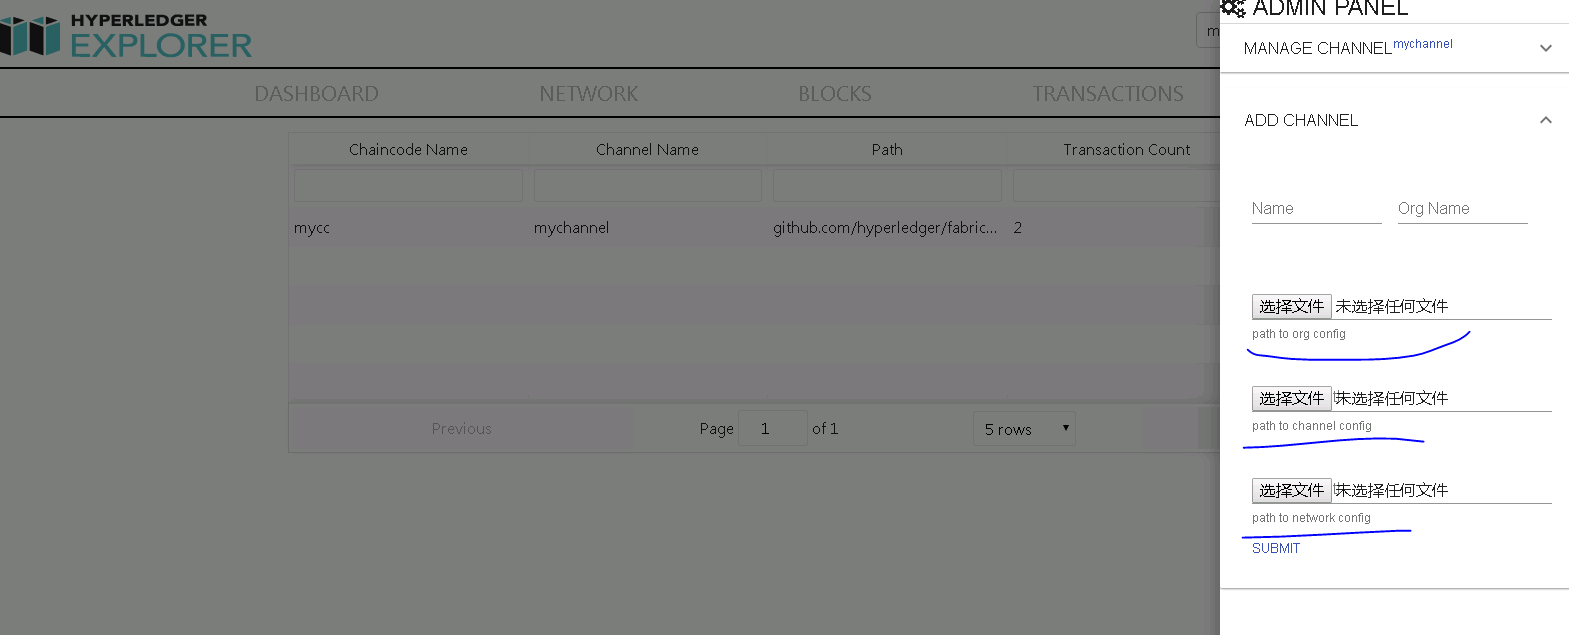 HYPERLEDGER
EXPLORER
m
DASHBOARD NETWORK BLOCKS TRANSACTIONS
Chaincode Name Channel Name Path Transaction Count
mycc mychannel github.com/hyperledger/fabric... 2
Previous Page 1 of 1 5 rows
ADMIN PANEL
MANAGE CHANNEL mychannel
ADD CHANNEL
Name Org Name
选择文件 未选择任何文件
path to org config
选择文件 未选择任何文件
path to channel config
选择文件 未选择任何文件
path to network config
SUBMIT